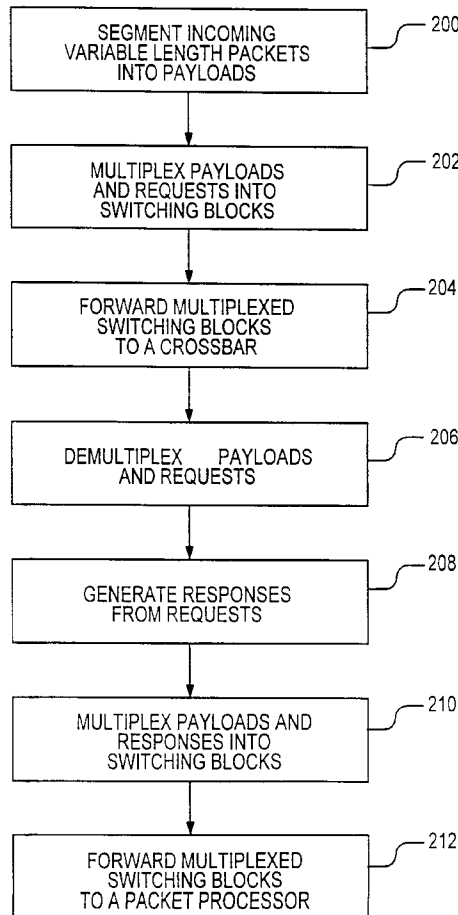 SEGMENT INCOMING
VARIABLE LENGTH PACKETS
INTO PAYLOADS
200
MULTIPLEX PAYLOADS
AND REQUESTS INTO
SWITCHING BLOCKS
202
FORWARD MULTIPLEXED
SWITCHING BLOCKS
TO A CROSSBAR
204
DEMULTIPLEX PAYLOADS
AND REQUESTS
206
GENERATE RESPONSES
FROM REQUESTS
208
MULTIPLEX PAYLOADS AND
RESPONSES INTO
SWITCHING BLOCKS
210
FORWARD MULTIPLEXED
SWITCHING BLOCKS
TO A PACKET PROCESSOR
212